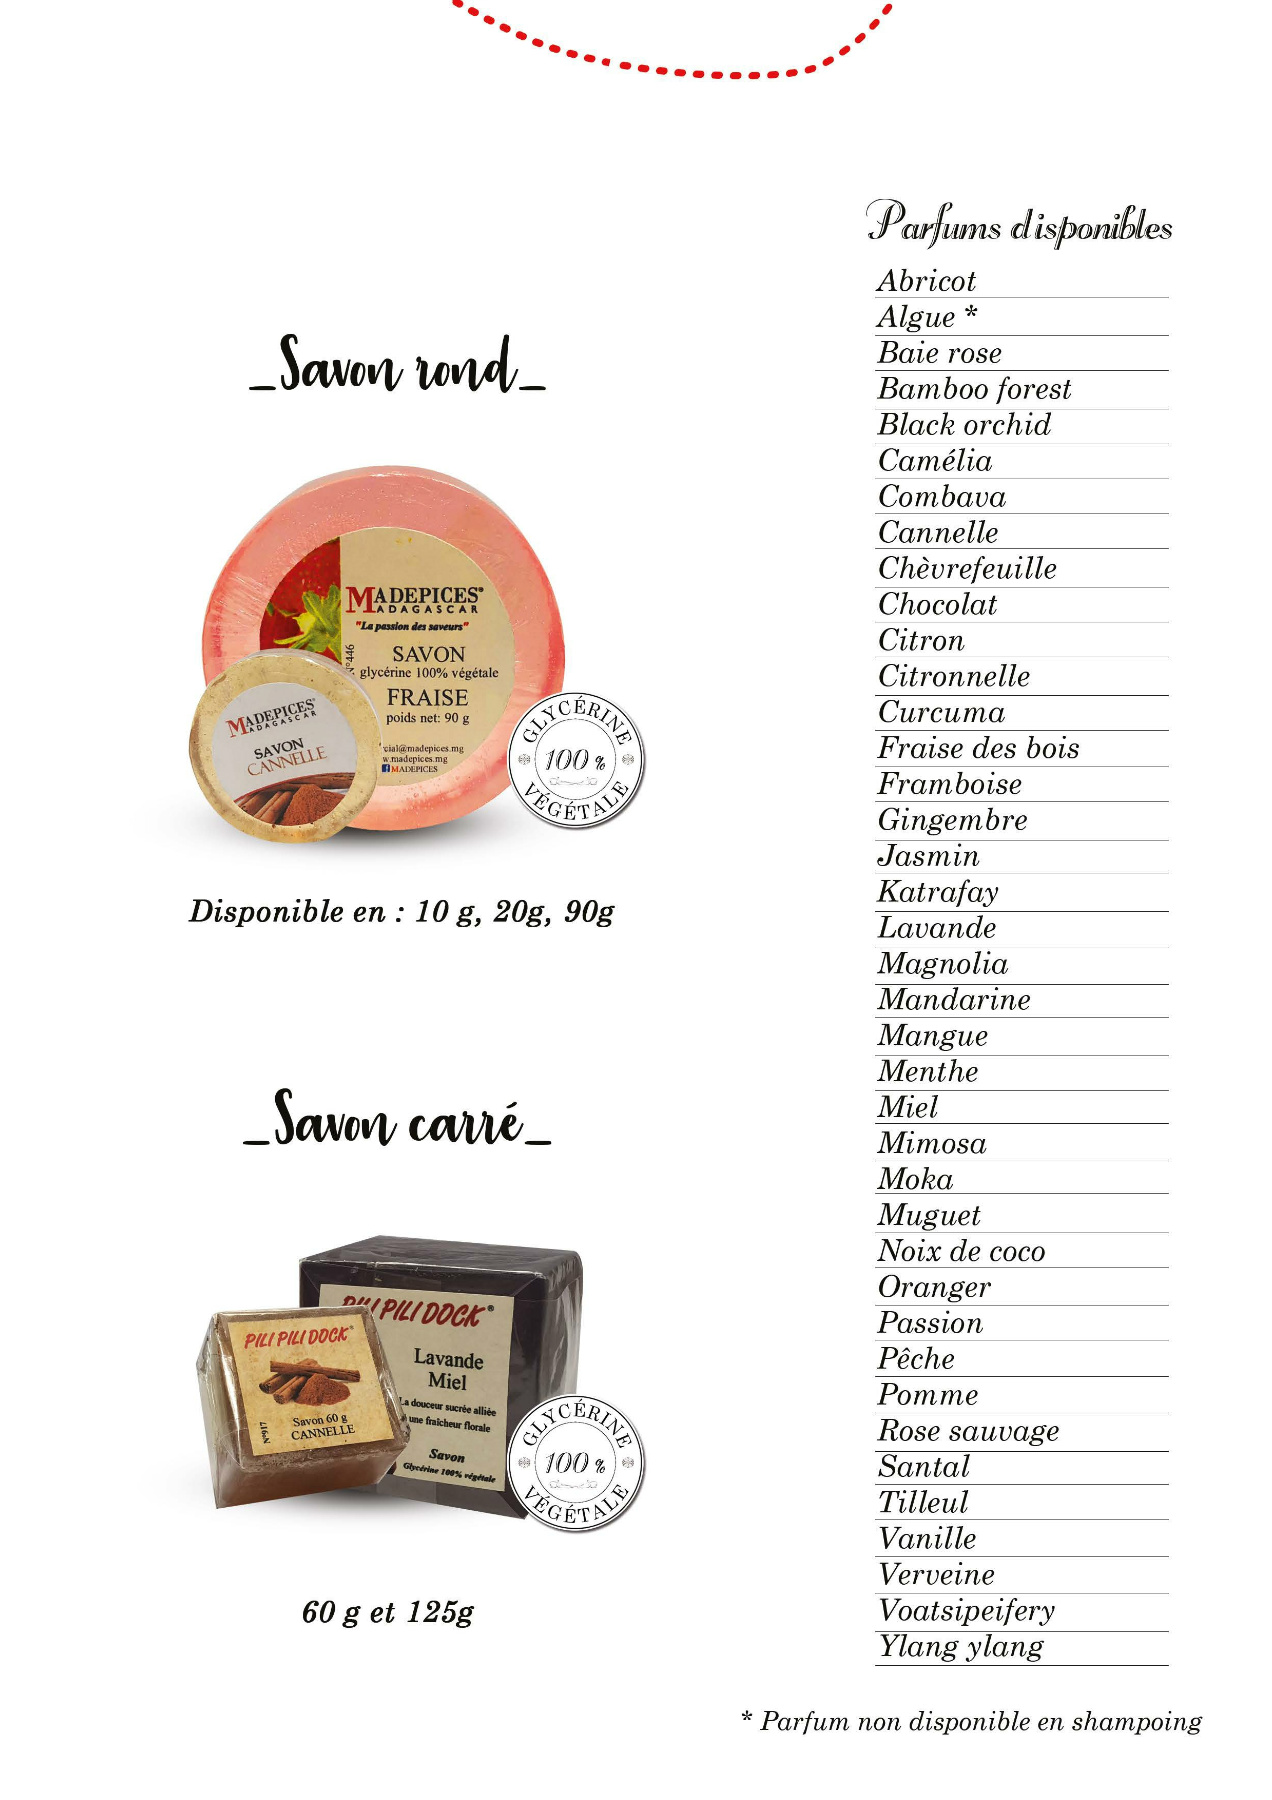 _Savon rond_
MADEPICES®
MADAGASCAR
"La passion des saveurs"
N°446
SAVON
glycérine 100% végétale
FRAISE
poids net: 90 g
cial@madepices.mg
w.madepices.mg
MADEPICES
MADEPICES®
MADAGASCAR
SAVON
CANNELLE
GLYCÉRINE
100 %
VÉGÉTALE
Disponible en : 10 g, 20g, 90g
_Savon carré_
PILI PILI DOCK®
Lavande
Miel
La douceur sucrée alliée
à une fraîcheur florale
Savon
Glycérine 100% végétale
PILI PILI DOCK®
N°917
Savon 60 g
CANNELLE
GLYCÉRINE
100 %
VÉGÉTALE
60 g et 125g
Parfums disponibles
Abricot
Algue *
Baie rose
Bamboo forest
Black orchid
Camélia
Combava
Cannelle
Chèvrefeuille
Chocolat
Citron
Citronnelle
Curcuma
Fraise des bois
Framboise
Gingembre
Jasmin
Katrafay
Lavande
Magnolia
Mandarine
Mangue
Menthe
Miel
Mimosa
Moka
Muguet
Noix de coco
Oranger
Passion
Pêche
Pomme
Rose sauvage
Santal
Tilleul
Vanille
Verveine
Voatsipeifery
Ylang ylang
* Parfum non disponible en shampoing